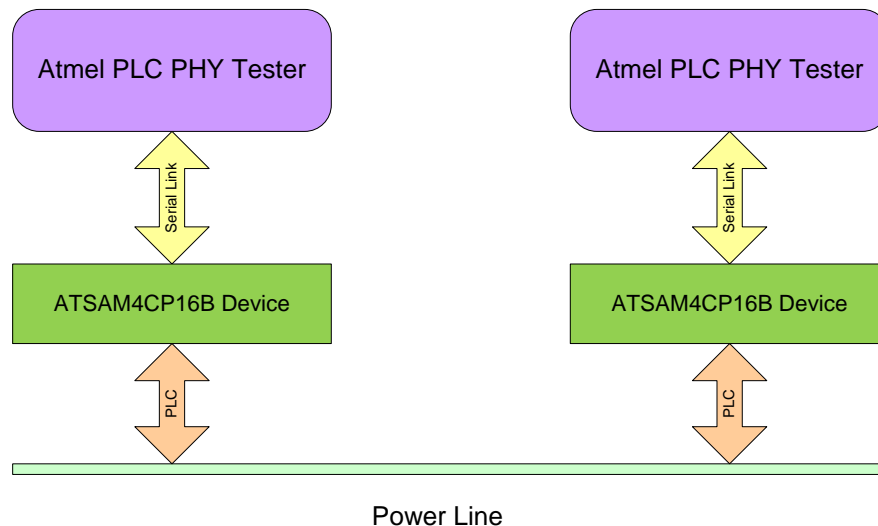 Atmel PLC PHY Tester
Atmel PLC PHY Tester
Serial Link
Serial Link
ATSAM4CP16B Device
ATSAM4CP16B Device
PLC
PLC
Power Line